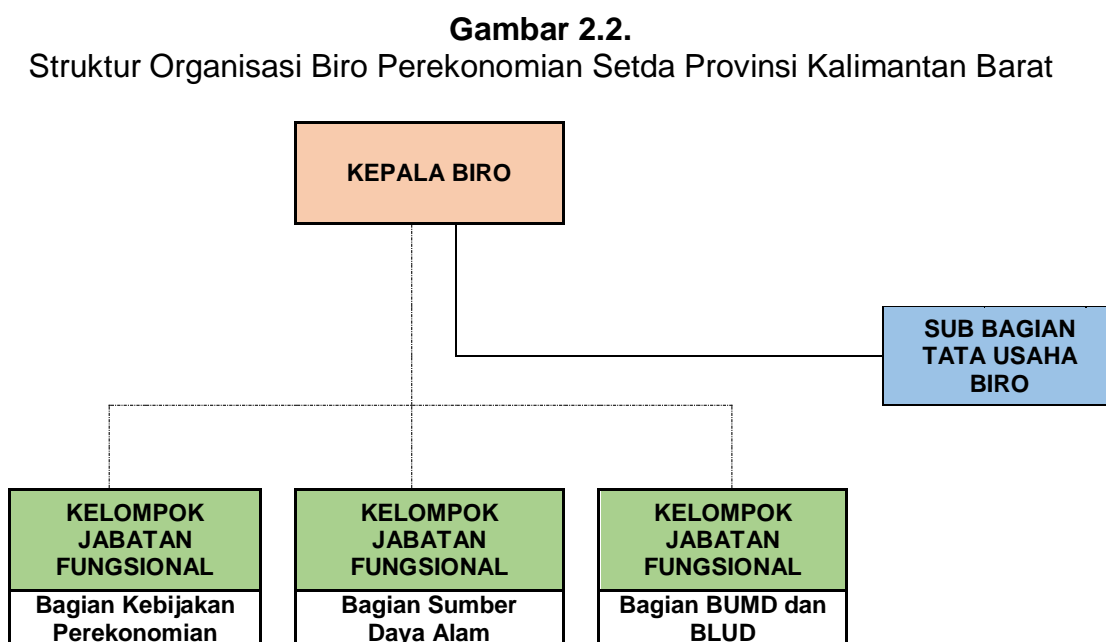 Gambar 2.2.
Struktur Organisasi Biro Perekonomian Setda Provinsi Kalimantan Barat
KEPALA BIRO
SUB BAGIAN
TATA USAHA
BIRO
KELOMPOK
JABATAN
FUNGSIONAL
Bagian Kebijakan
Perekonomian
KELOMPOK
JABATAN
FUNGSIONAL
Bagian Sumber
Daya Alam
KELOMPOK
JABATAN
FUNGSIONAL
Bagian BUMD dan
BLUD